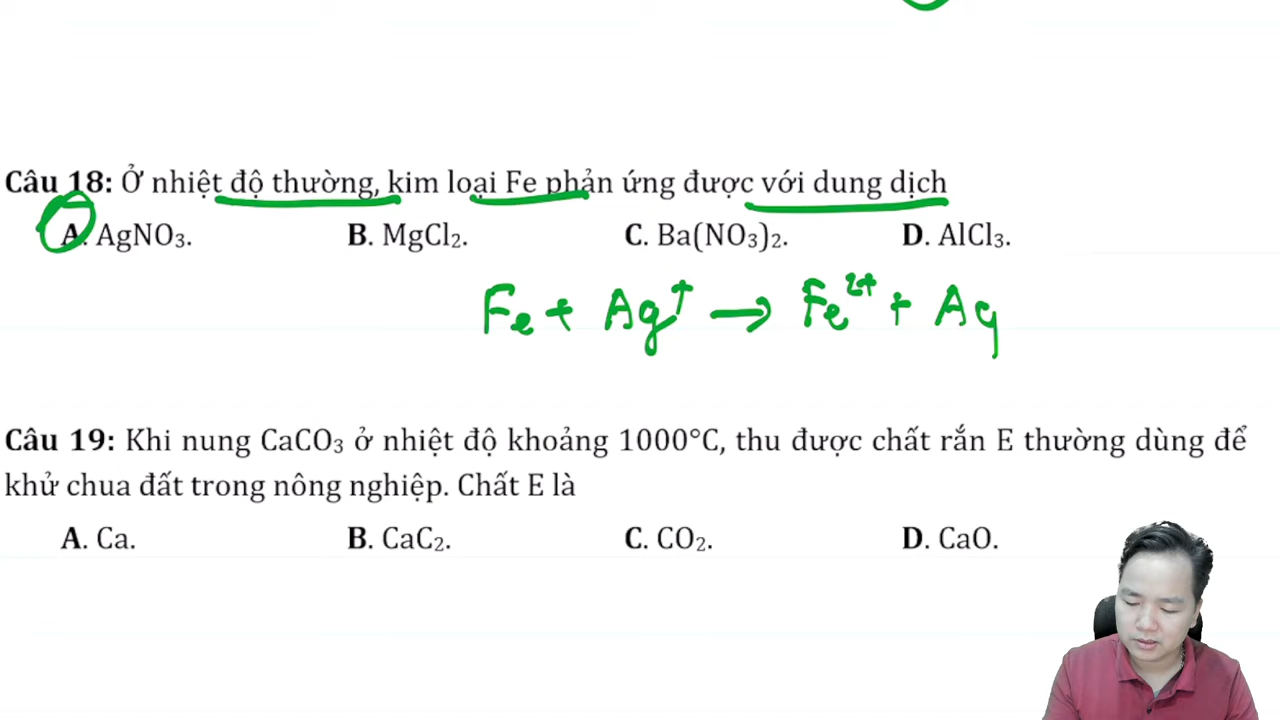 Câu 18: Ở nhiệt độ thường, kim loại Fe phản ứng được với dung dịch
A. AgNO₃. B. MgCl₂. C. Ba(NO₃)₂. D. AlCl₃.
Fe + Ag⁺ → Fe²⁺ + Ag
Câu 19: Khi nung CaCO₃ ở nhiệt độ khoảng 1000°C, thu được chất rắn E thường dùng để
khử chua đất trong nông nghiệp. Chất E là
A. Ca. B. CaC₂. C. CO₂. D. CaO.